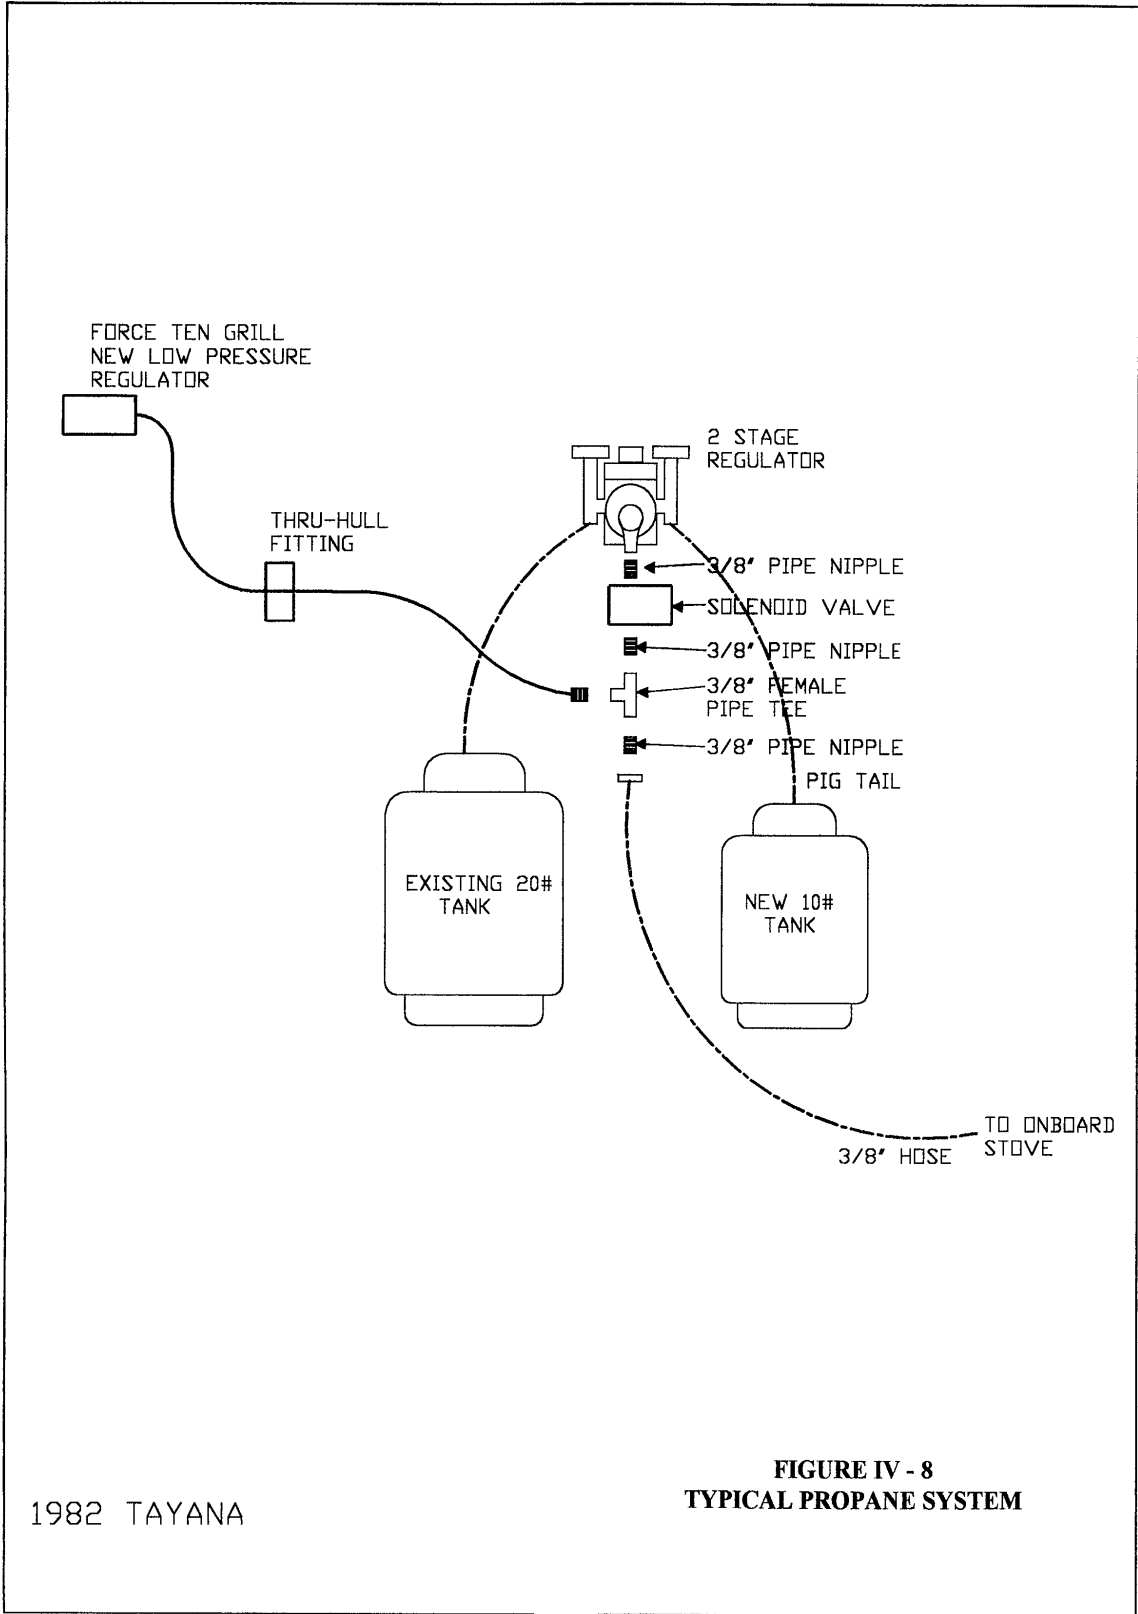 FORCE TEN GRILL
NEW LOW PRESSURE
REGULATOR
2 STAGE
REGULATOR
THRU-HULL
FITTING
3/8" PIPE NIPPLE
SOLENOID VALVE
3/8" PIPE NIPPLE
3/8" FEMALE
PIPE TEE
3/8" PIPE NIPPLE
PIG TAIL
EXISTING 20#
TANK
NEW 10#
TANK
TO ONBOARD
STOVE
3/8" HOSE
FIGURE IV - 8
TYPICAL PROPANE SYSTEM
1982 TAYANA